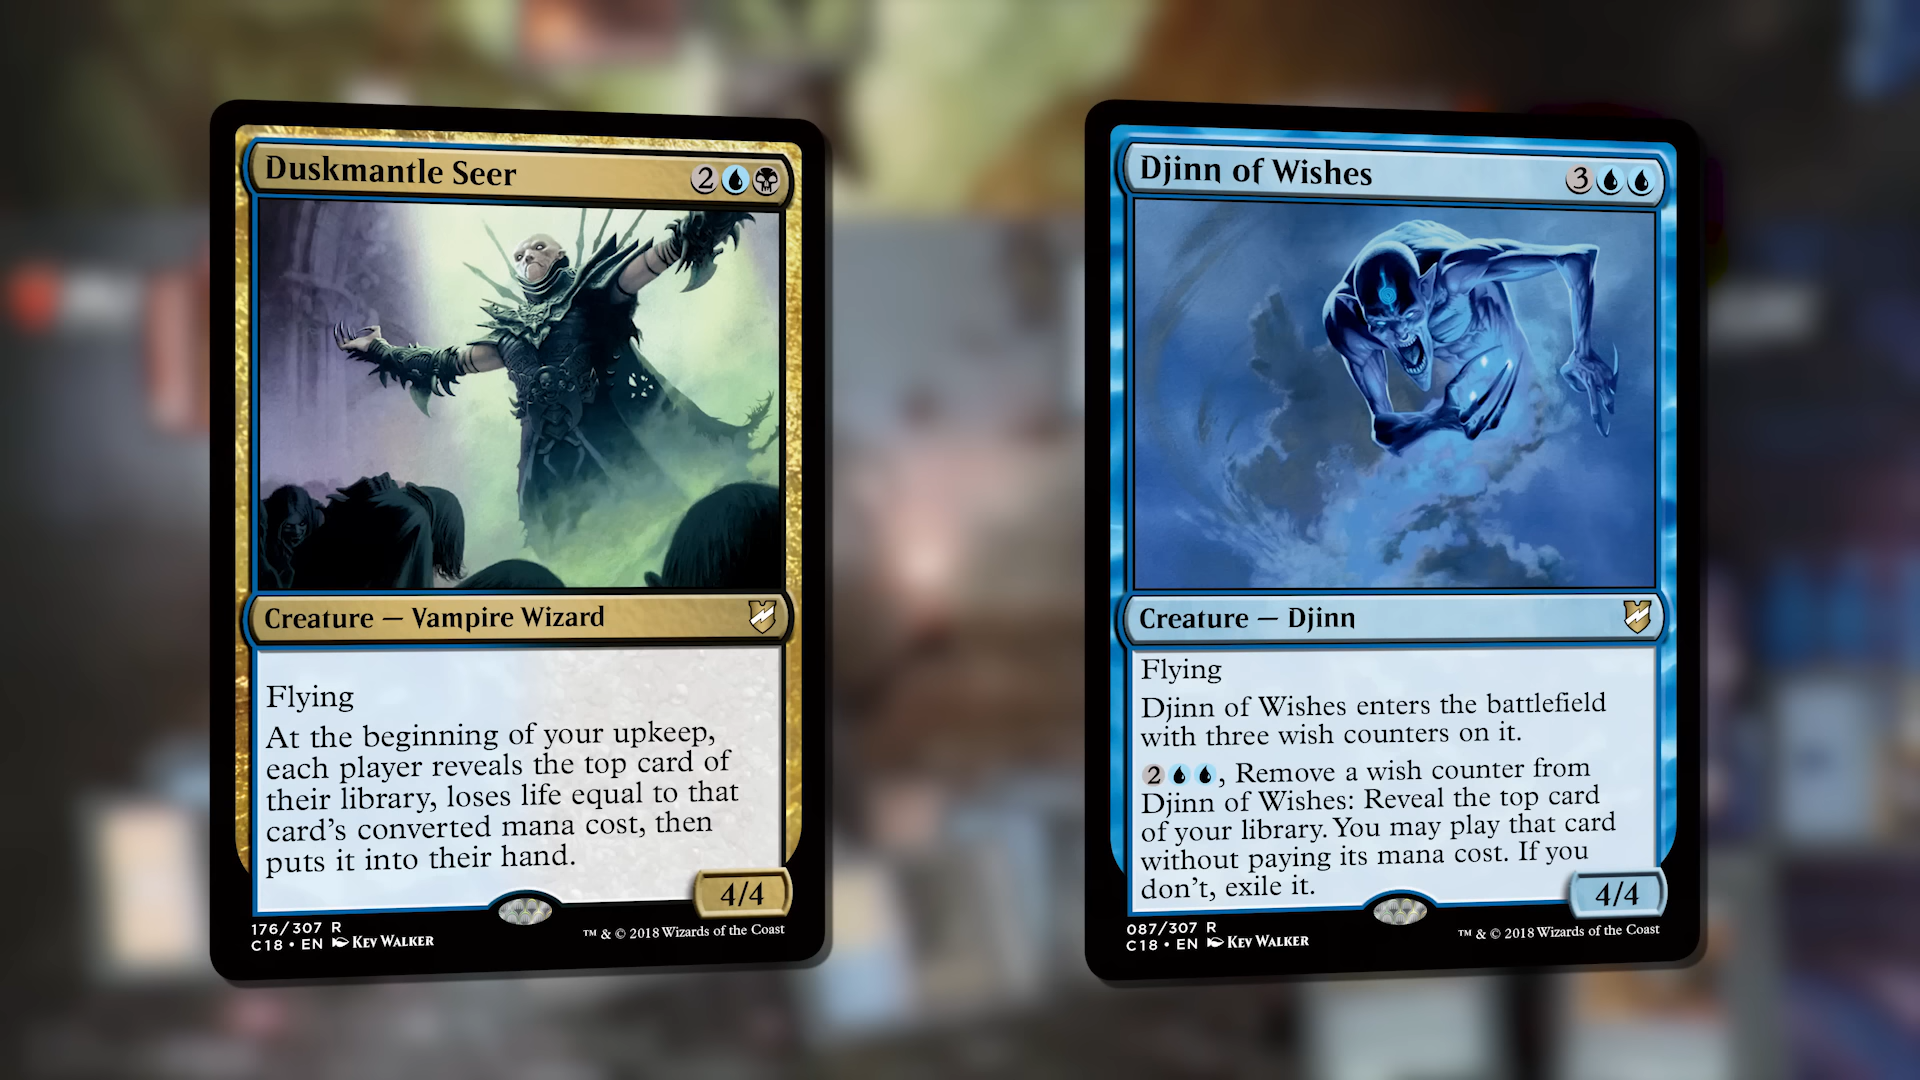 Duskmantle Seer 2
Creature — Vampire Wizard
Flying
At the beginning of your upkeep,
each player reveals the top card of
their library, loses life equal to that
card's converted mana cost, then
puts it into their hand.
4/4
176/307 R
C18 • EN Kev Walker
™ & © 2018 Wizards of the Coast
Djinn of Wishes 3
Creature — Djinn
Flying
Djinn of Wishes enters the battlefield
with three wish counters on it.
2 , Remove a wish counter from
Djinn of Wishes: Reveal the top card
of your library. You may play that card
without paying its mana cost. If you
don't, exile it.
4/4
087/307 R
C18 • EN Kev Walker
™ & © 2018 Wizards of the Coast